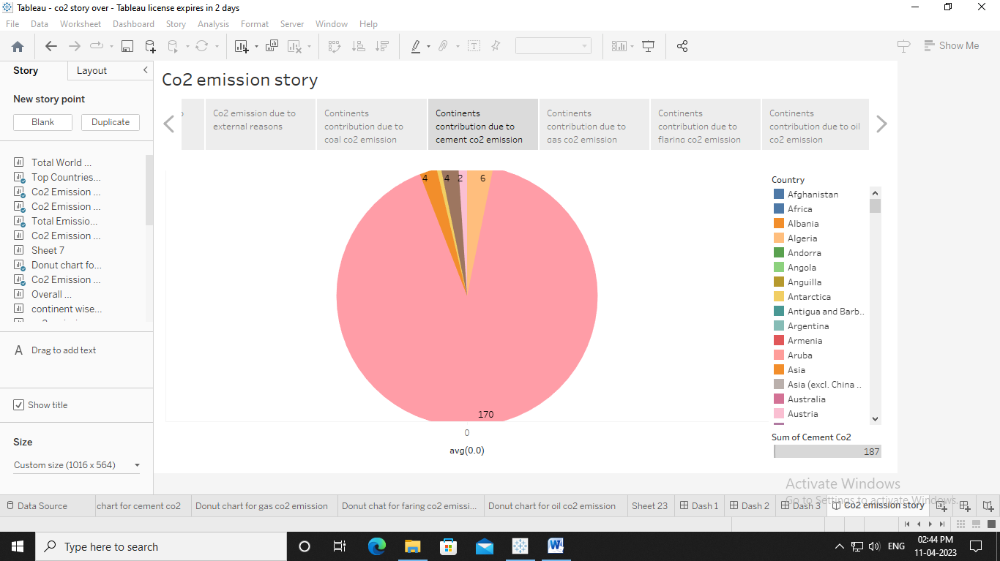 Tableau - co2 story over - Tableau license expires in 2 days
File Data Worksheet Dashboard Story Analysis Format Server Window Help
Show Me
Story Layout
New story point
Blank Duplicate
Total World ...
Top Countries...
Co2 Emission ...
Co2 Emission ...
Total Emissio...
Co2 Emission ...
Sheet 7
Donut chart fo...
Co2 Emission ...
Overall ...
continent wise...
A Drag to add text
Show title
Size
Custom size (1016 x 564)
Co2 emission story
Co2 emission due to
external reasons
Continents
contribution due to
coal co2 emission
Continents
contribution due to
cement co2 emission
Continents
contribution due to
gas co2 emission
Continents
contribution due to
flaring co2 emission
Continents
contribution due to oil
co2 emission
4 4 2 6
170
0
avg(0.0)
Country
Afghanistan
Africa
Albania
Algeria
Andorra
Angola
Anguilla
Antarctica
Antigua and Barb..
Argentina
Armenia
Aruba
Asia
Asia (excl. China ..
Australia
Austria
Sum of Cement Co2
187
Activate Windows
Go to Settings to activate Windows.
Data Source chart for cement co2 Donut chart for gas co2 emission Donut chat for faring co2 emissi... Donut chart for oil co2 emission Sheet 23 Dash 1 Dash 2 Dash 3 Co2 emission story
Type here to search
ENG
02:44 PM
11-04-2023